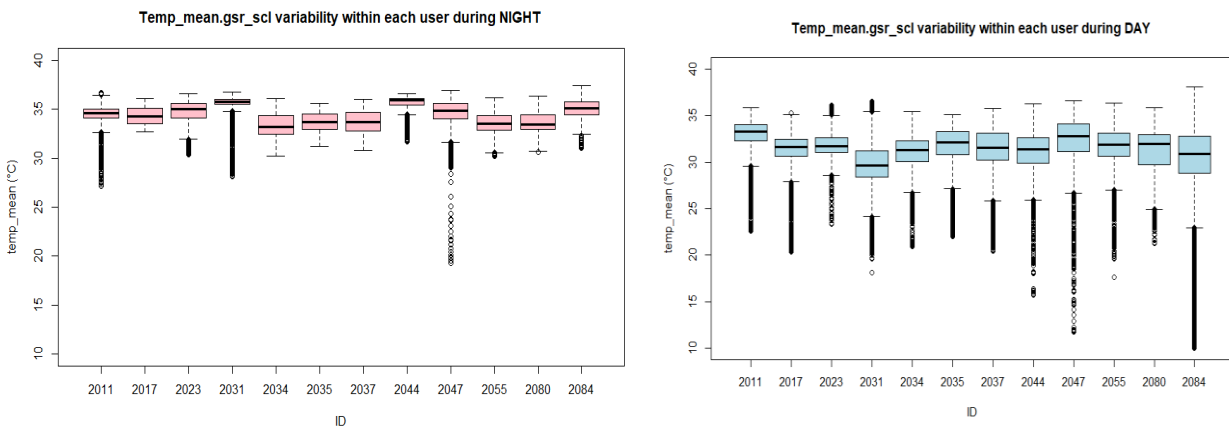 Temp_mean.gsr_scl variability within each user during NIGHT
temp_mean (°C)
40
35
30
25
20
15
10
2011 2017 2023 2031 2034 2035 2037 2044 2047 2055 2080 2084
ID
Temp_mean.gsr_scl variability within each user during DAY
temp_mean (°C)
40
35
30
25
20
15
10
2011 2017 2023 2031 2034 2035 2037 2044 2047 2055 2080 2084
ID